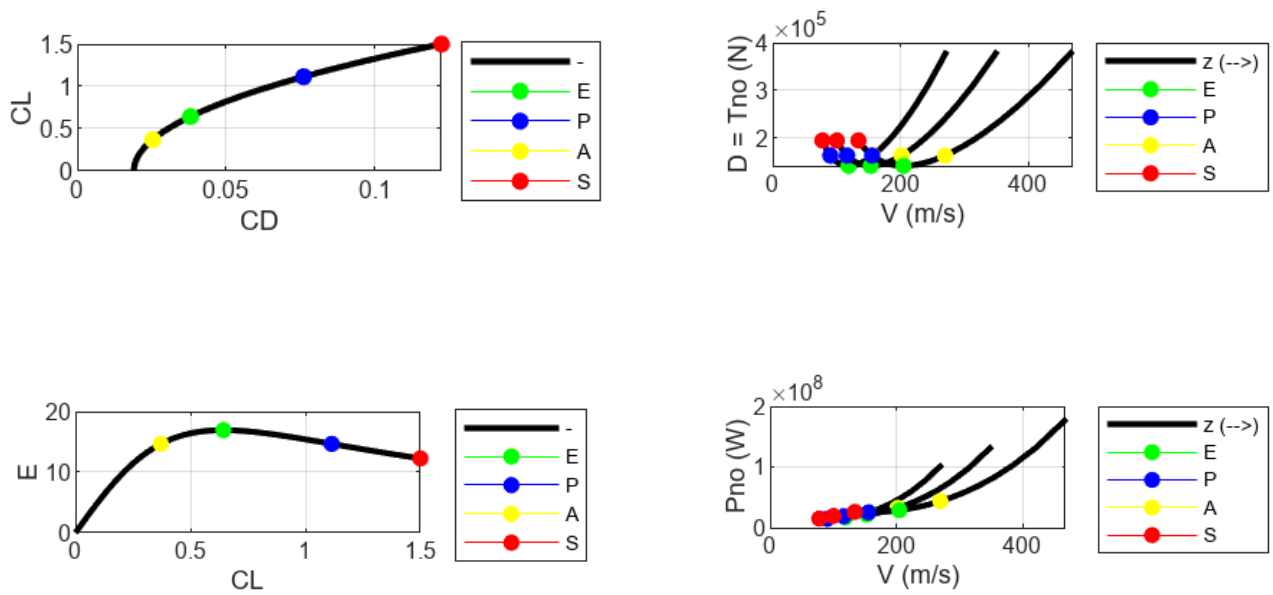 1.5
1
0.5
0
CL
0
0.05
0.1
CD
-
E
P
A
S
×10^5
4
3
2
D = Tno (N)
0
200
400
V (m/s)
z (-->)
E
P
A
S
20
10
0
E
0
0.5
1
1.5
CL
-
E
P
A
S
×10^8
2
1
0
Pno (W)
0
200
400
V (m/s)
z (-->)
E
P
A
S